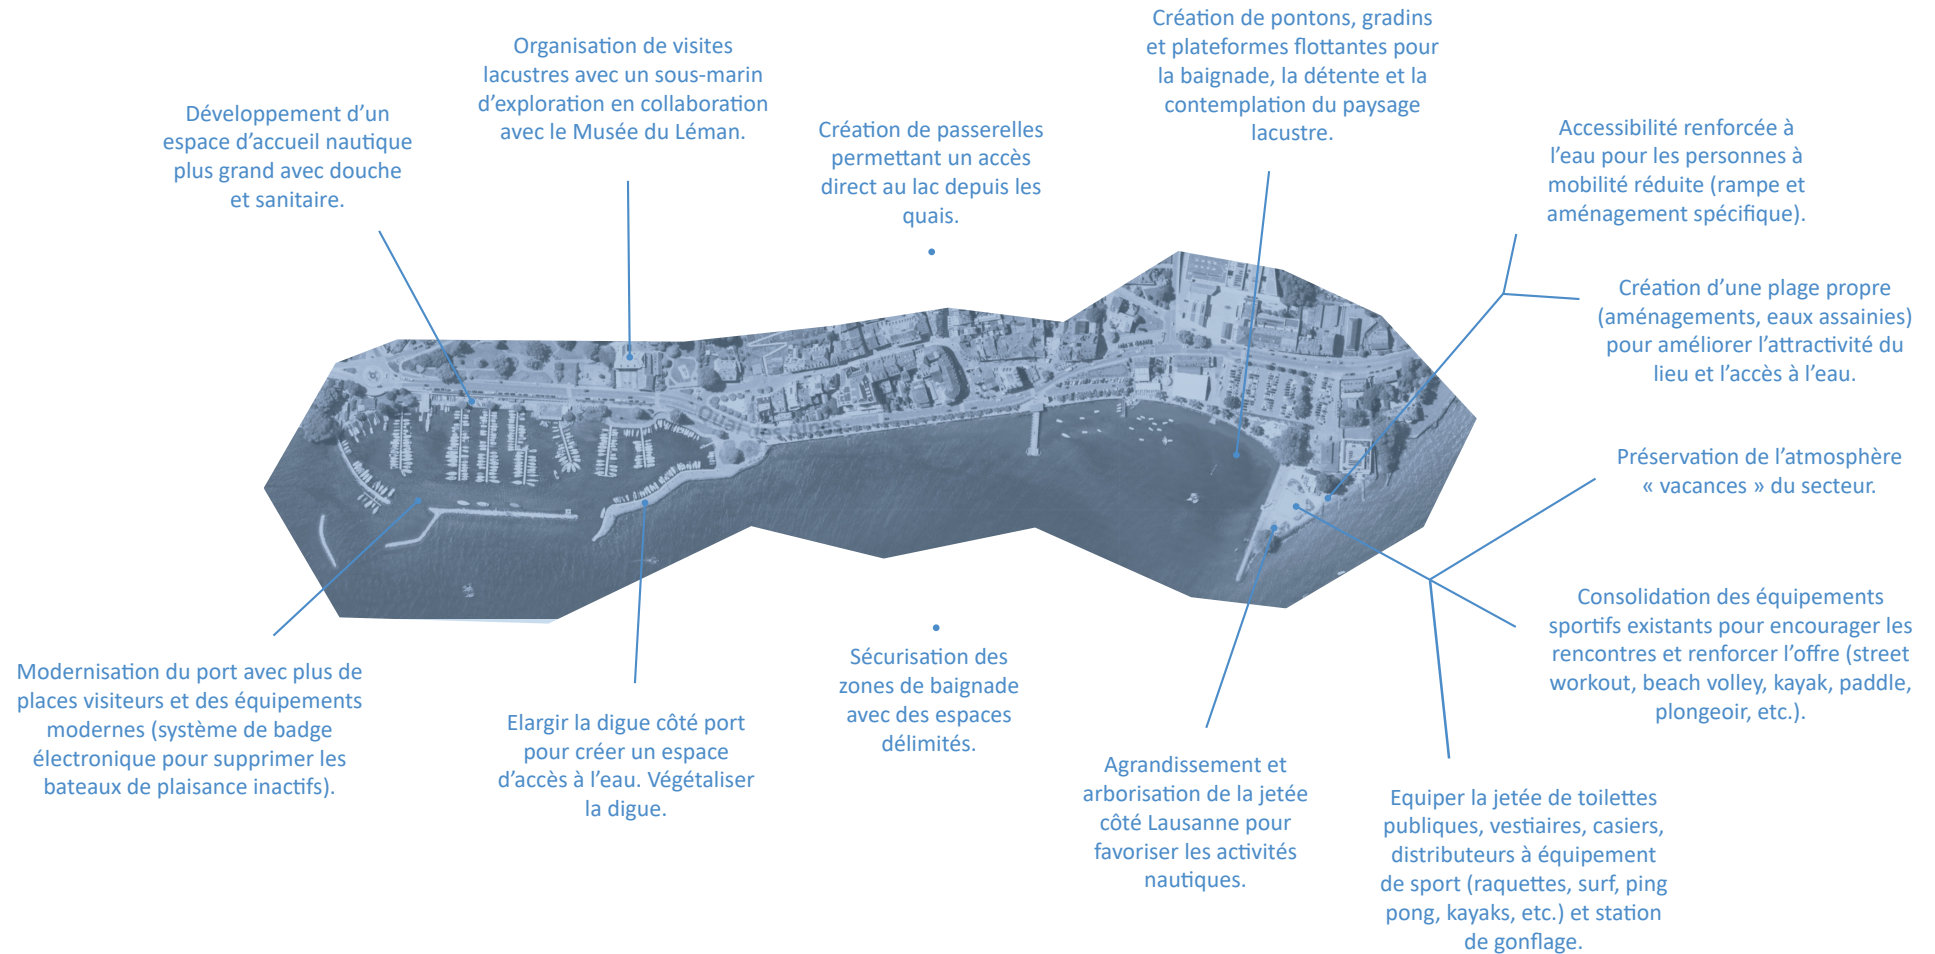 Création de pontons, gradins
et plateformes flottantes pour
la baignade, la détente et la
contemplation du paysage
lacustre.
Organisation de visites
lacustres avec un sous-marin
d’exploration en collaboration
avec le Musée du Léman.
Développement d’un
espace d’accueil nautique
plus grand avec douche
et sanitaire.
Création de passerelles
permettant un accès
direct au lac depuis les
quais.
Accessibilité renforcée à
l’eau pour les personnes à
mobilité réduite (rampe et
aménagement spécifique).
Création d’une plage propre
(aménagements, eaux assainies)
pour améliorer l’attractivité du
lieu et l’accès à l’eau.
Quai des Alpes
Préservation de l’atmosphère
« vacances » du secteur.
Consolidation des équipements
sportifs existants pour encourager les
rencontres et renforcer l’offre (street
workout, beach volley, kayak, paddle,
plongeoir, etc.).
Modernisation du port avec plus de
places visiteurs et des équipements
modernes (système de badge
électronique pour supprimer les
bateaux de plaisance inactifs).
Elargir la digue côté port
pour créer un espace
d’accès à l’eau. Végétaliser
la digue.
Sécurisation des
zones de baignade
avec des espaces
délimités.
Agrandissement et
arborisation de la jetée
côté Lausanne pour
favoriser les activités
nautiques.
Equiper la jetée de toilettes
publiques, vestiaires, casiers,
distributeurs à équipement
de sport (raquettes, surf, ping
pong, kayaks, etc.) et station
de gonflage.